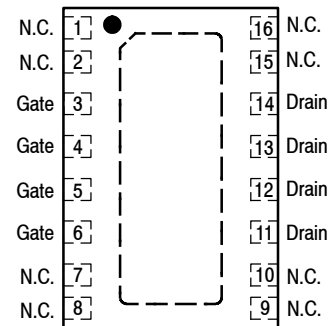 N.C. 1 16 N.C.
N.C. 2 15 N.C.
Gate 3 14 Drain
Gate 4 13 Drain
Gate 5 12 Drain
Gate 6 11 Drain
N.C. 7 10 N.C.
N.C. 8 9 N.C.